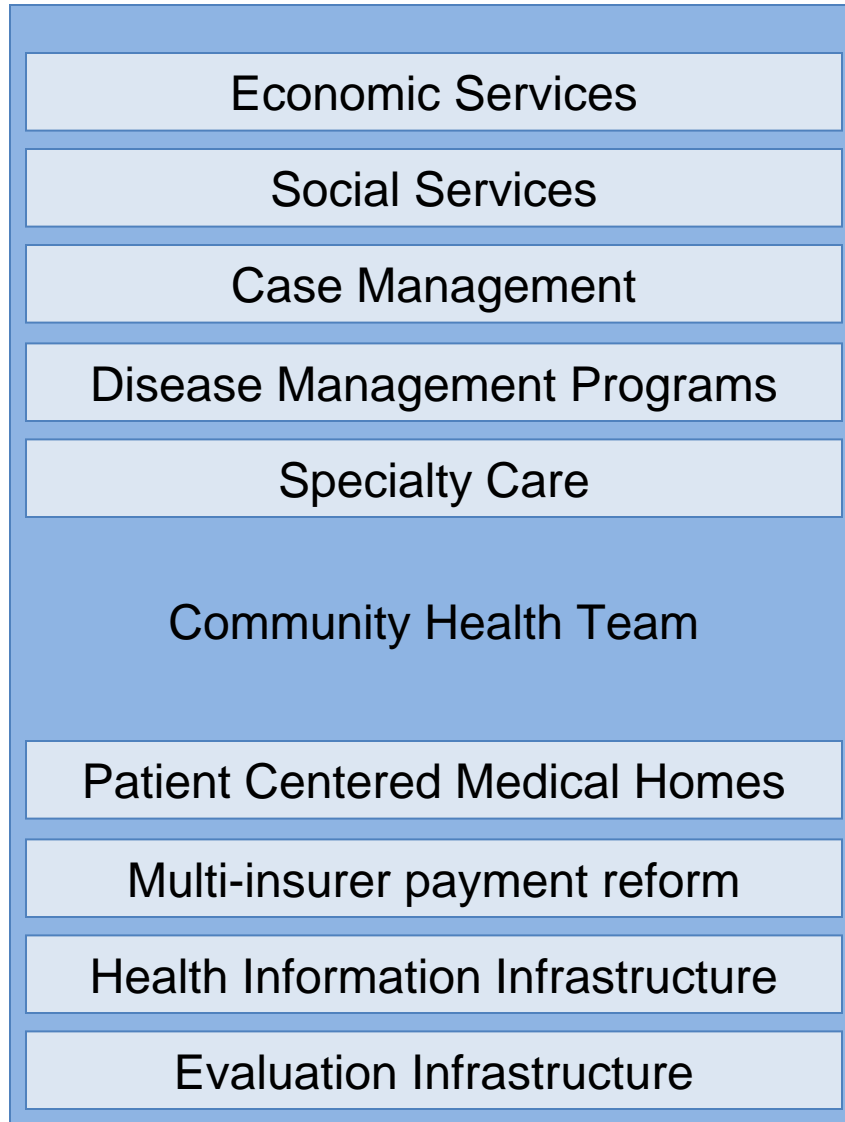 Economic Services
Social Services
Case Management
Disease Management Programs
Specialty Care
Community Health Team
Patient Centered Medical Homes
Multi-insurer payment reform
Health Information Infrastructure
Evaluation Infrastructure